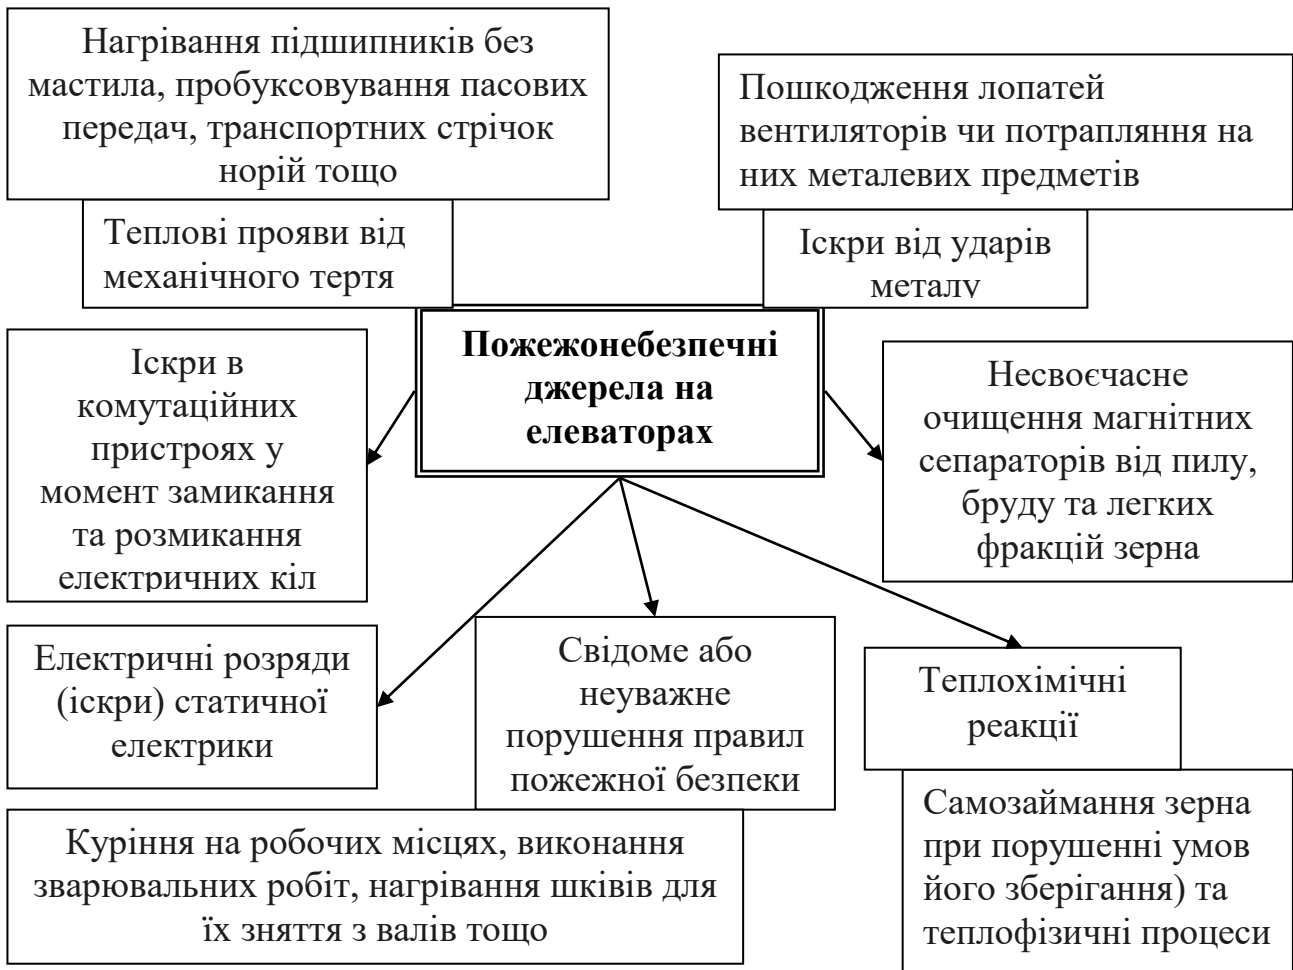 Нагрівання підшипників без
мастила, пробуксовування пасових
передач, транспортних стрічок
норій тощо
Теплові прояви від
механічного тертя
Пошкодження лопатей
вентиляторів чи потрапляння на
них металевих предметів
Іскри від ударів
металу
Пожежонебезпечні
джерела на
елеваторах
Іскри в
комутаційних
пристроях у
момент замикання
та розмикання
електричних кіл
Несвоєчасне
очищення магнітних
сепараторів від пилу,
бруду та легких
фракцій зерна
Електричні розряди
(іскри) статичної
електрики
Свідоме або
неуважне
порушення правил
пожежної безпеки
Теплохімічні
реакції
Куріння на робочих місцях, виконання
зварювальних робіт, нагрівання шківів для
їх зняття з валів тощо
Самозаймання зерна
при порушенні умов
його зберігання) та
теплофізичні процеси